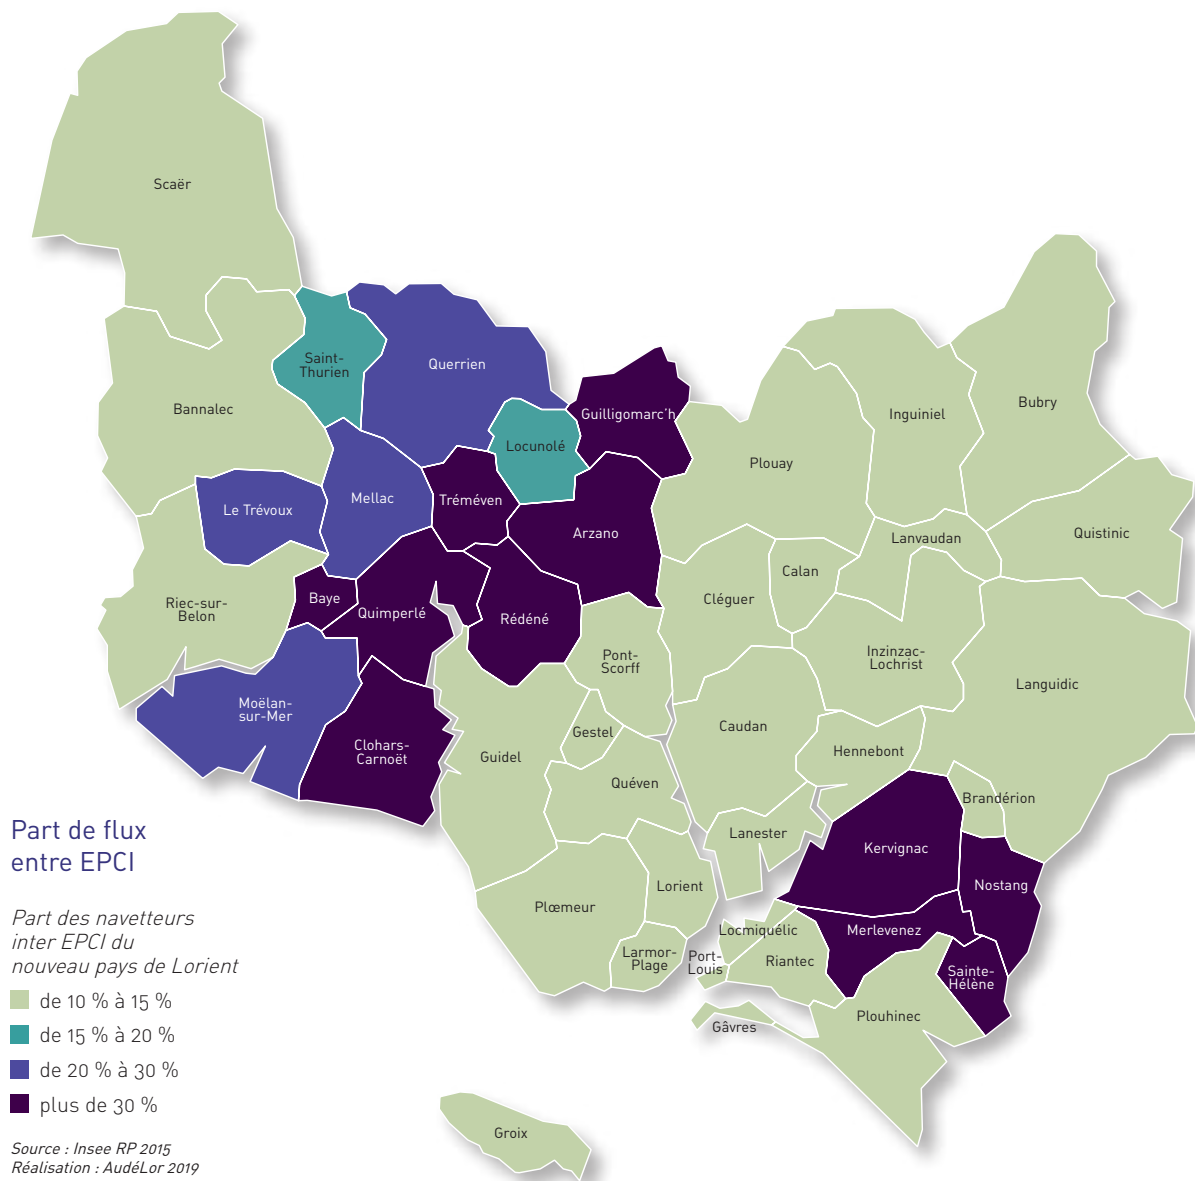 Scaër
Saint-
Thurien
Querrien
Bannalec
Guilligomarc'h
Inguiniel
Bubry
Locunolé
Plouay
Mellac
Tréméven
Le Trévoux
Arzano
Lanvaudan
Quistinic
Calan
Baye
Cléguer
Riec-sur-
Belon
Quimperlé
Rédéné
Inzinzac-
Lochrist
Pont-
Scorff
Languidic
Moëlan-
sur-Mer
Gestel
Caudan
Clohars-
Carnoët
Guidel
Hennebont
Quéven
Brandérion
Lanester
Kervignac
Lorient
Nostang
Plœmeur
Locmiquélic
Merlevenez
Larmor-
Plage
Port-
Louis
Riantec
Sainte-
Hélène
Plouhinec
Gâvres
Groix
Part de flux
entre EPCI
Part des navetteurs
inter EPCI du
nouveau pays de Lorient
de 10 % à 15 %
de 15 % à 20 %
de 20 % à 30 %
plus de 30 %
Source : Insee RP 2015
Réalisation : AudéLor 2019